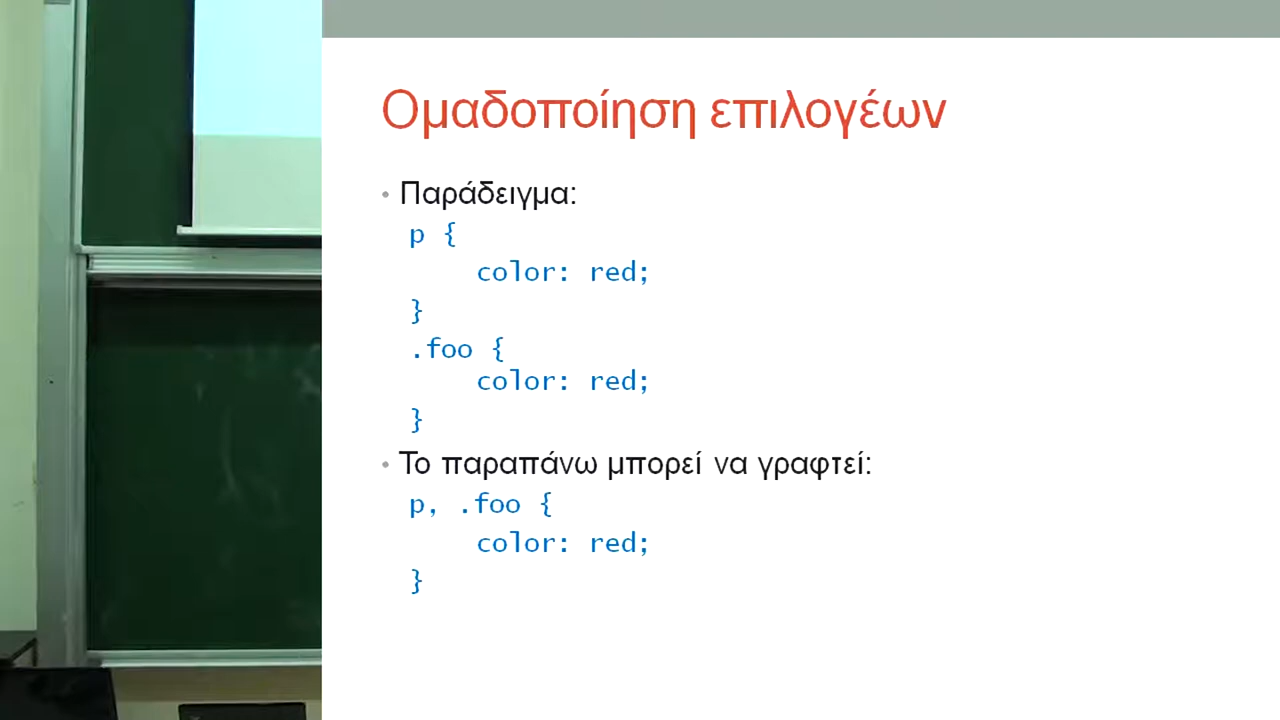 Ομαδοποίηση επιλογέων
• Παράδειγμα:
p {
color: red;
}
.foo {
color: red;
}
• Το παραπάνω μπορεί να γραφτεί:
p, .foo {
color: red;
}